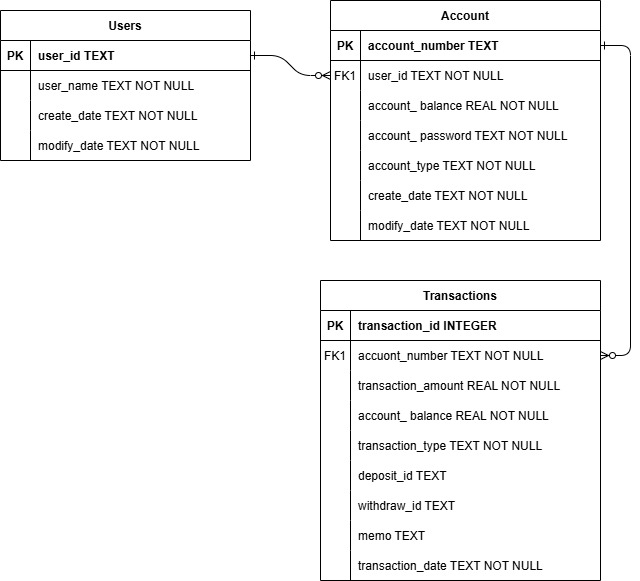 Users
PK user_id TEXT
user_name TEXT NOT NULL
create_date TEXT NOT NULL
modify_date TEXT NOT NULL
Account
PK account_number TEXT
FK1 user_id TEXT NOT NULL
account_ balance REAL NOT NULL
account_ password TEXT NOT NULL
account_type TEXT NOT NULL
create_date TEXT NOT NULL
modify_date TEXT NOT NULL
Transactions
PK transaction_id INTEGER
FK1 accuont_number TEXT NOT NULL
transaction_amount REAL NOT NULL
account_ balance REAL NOT NULL
transaction_type TEXT NOT NULL
deposit_id TEXT
withdraw_id TEXT
memo TEXT
transaction_date TEXT NOT NULL